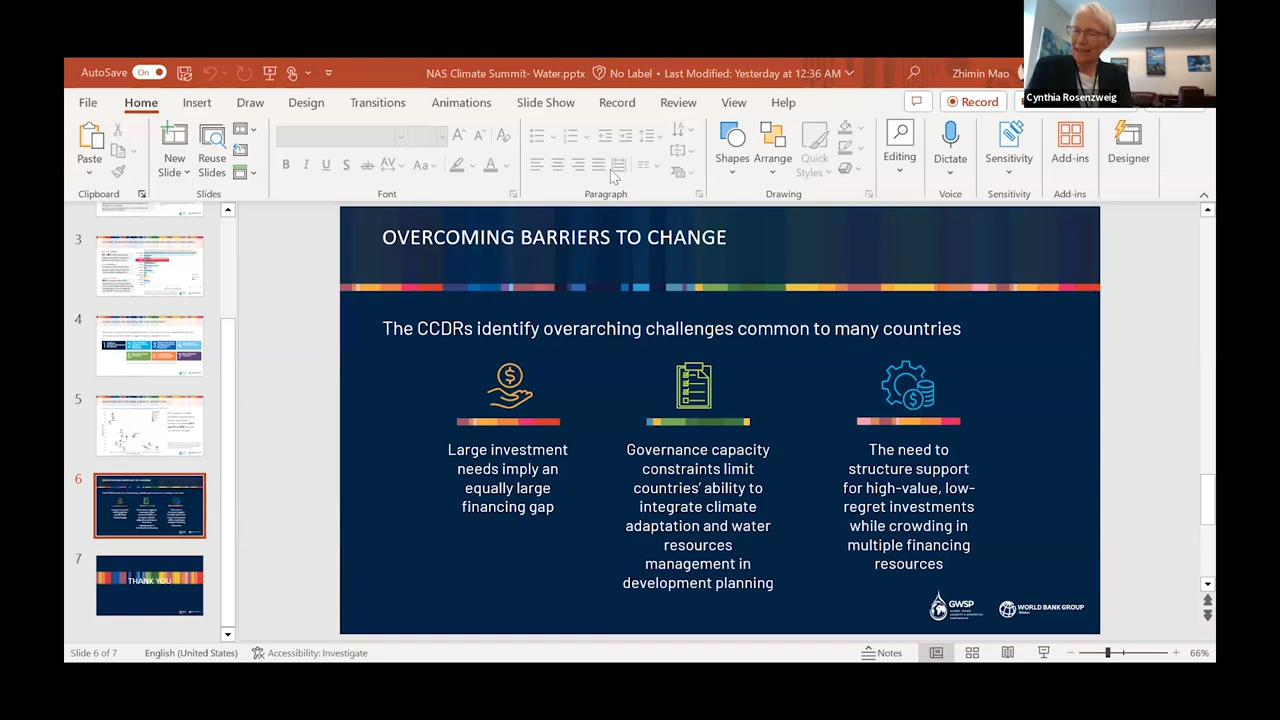 AutoSave On
NAS Climate Summit- Water.pptx
No Label • Last Modified: Yesterday at 12:36 AM
Zhimin Mao
Cynthia Rosenzweig
File Home Insert Draw Design Transitions Animations Slide Show Record Review View Help
Record
Paste
New Slide
Reuse Slides
Shapes
Arrange
Quick Styles
Editing
Dictate
Sensitivity
Add-ins
Designer
Clipboard
Slides
Font
Paragraph
Drawing
Voice
Sensitivity
Add-ins
3
4
5
6
7
THANK YOU
OVERCOMING BARRIERS TO CHANGE
The CCDRs identify overarching challenges common to many countries
Large investment
needs imply an
equally large
financing gap
Governance capacity
constraints limit
countries' ability to
integrate climate
adaptation and water
resources
management in
development planning
The need to
structure support
for high-value, low-
regret investments
while crowding in
multiple financing
resources
GWSP
WORLD BANK GROUP
Water
Slide 6 of 7
English (United States)
Accessibility: Investigate
Notes
66%